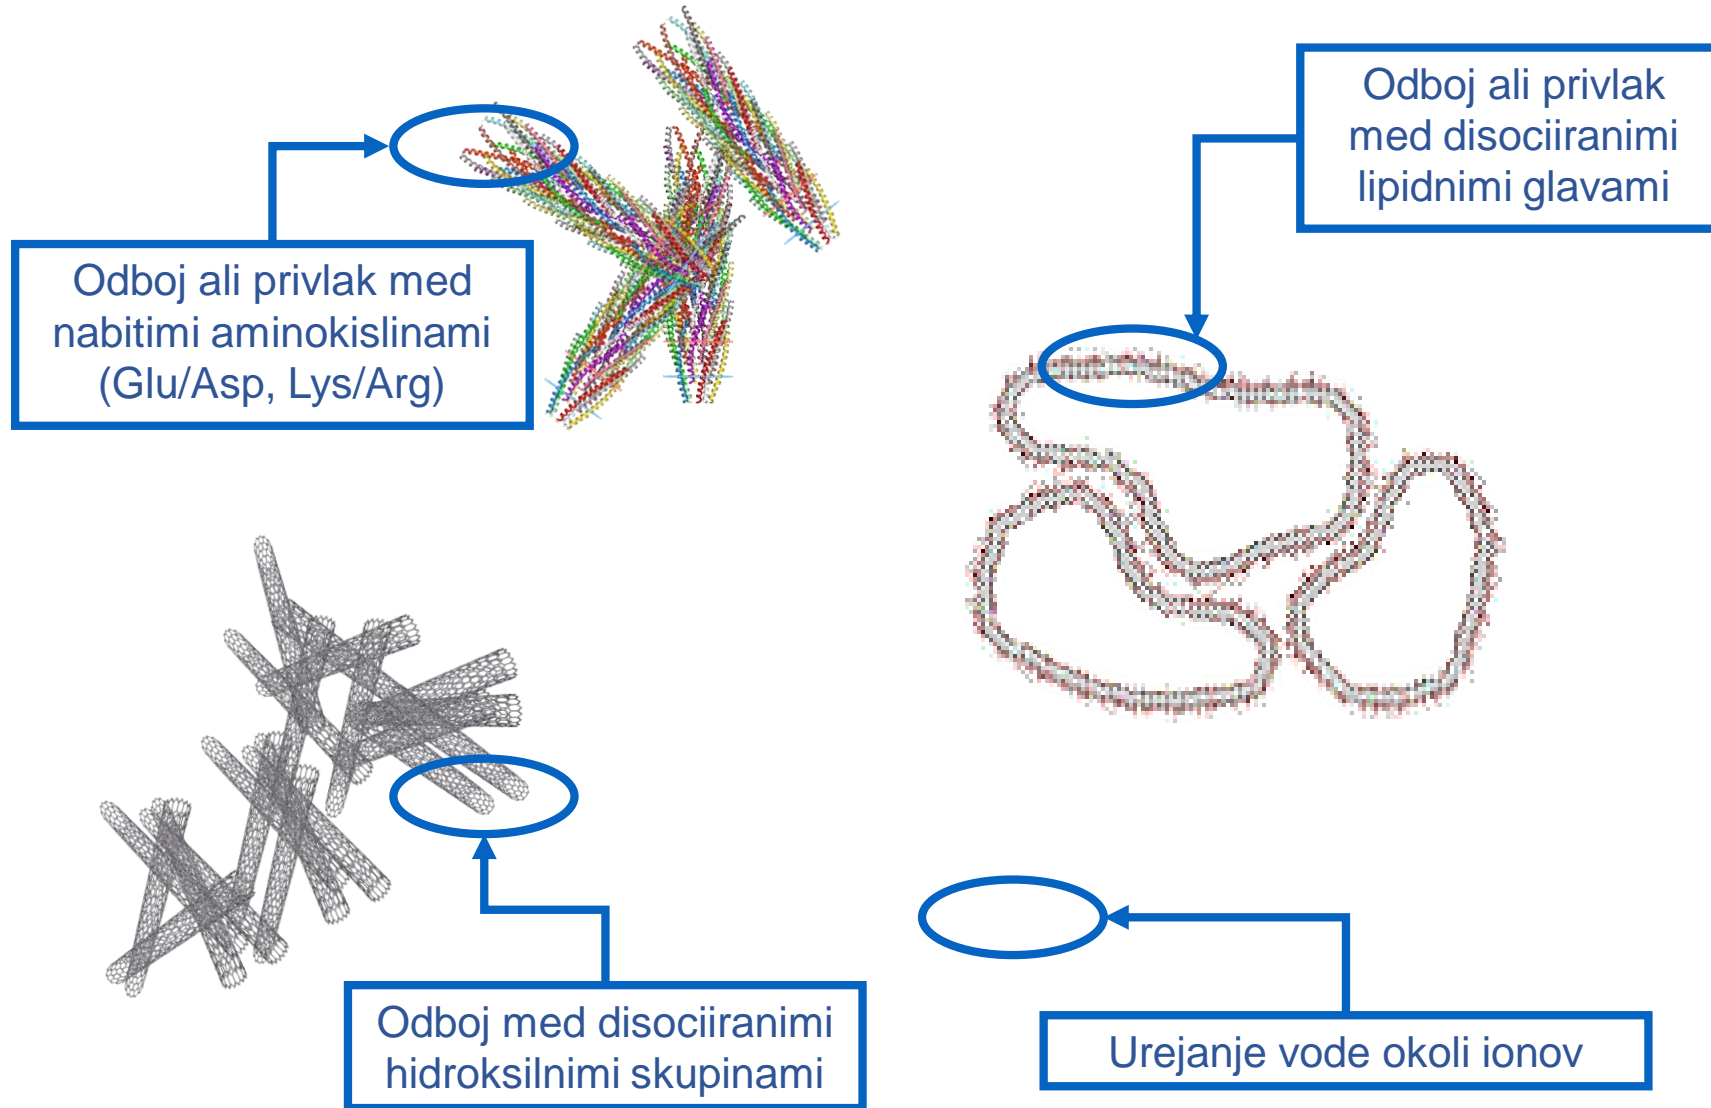 Odboj ali privlak med
nabitimi aminokislinami
(Glu/Asp, Lys/Arg)
Odboj ali privlak
med disociiranimi
lipidnimi glavami
Odboj med disociiranimi
hidroksilnimi skupinami
Urejanje vode okoli ionov